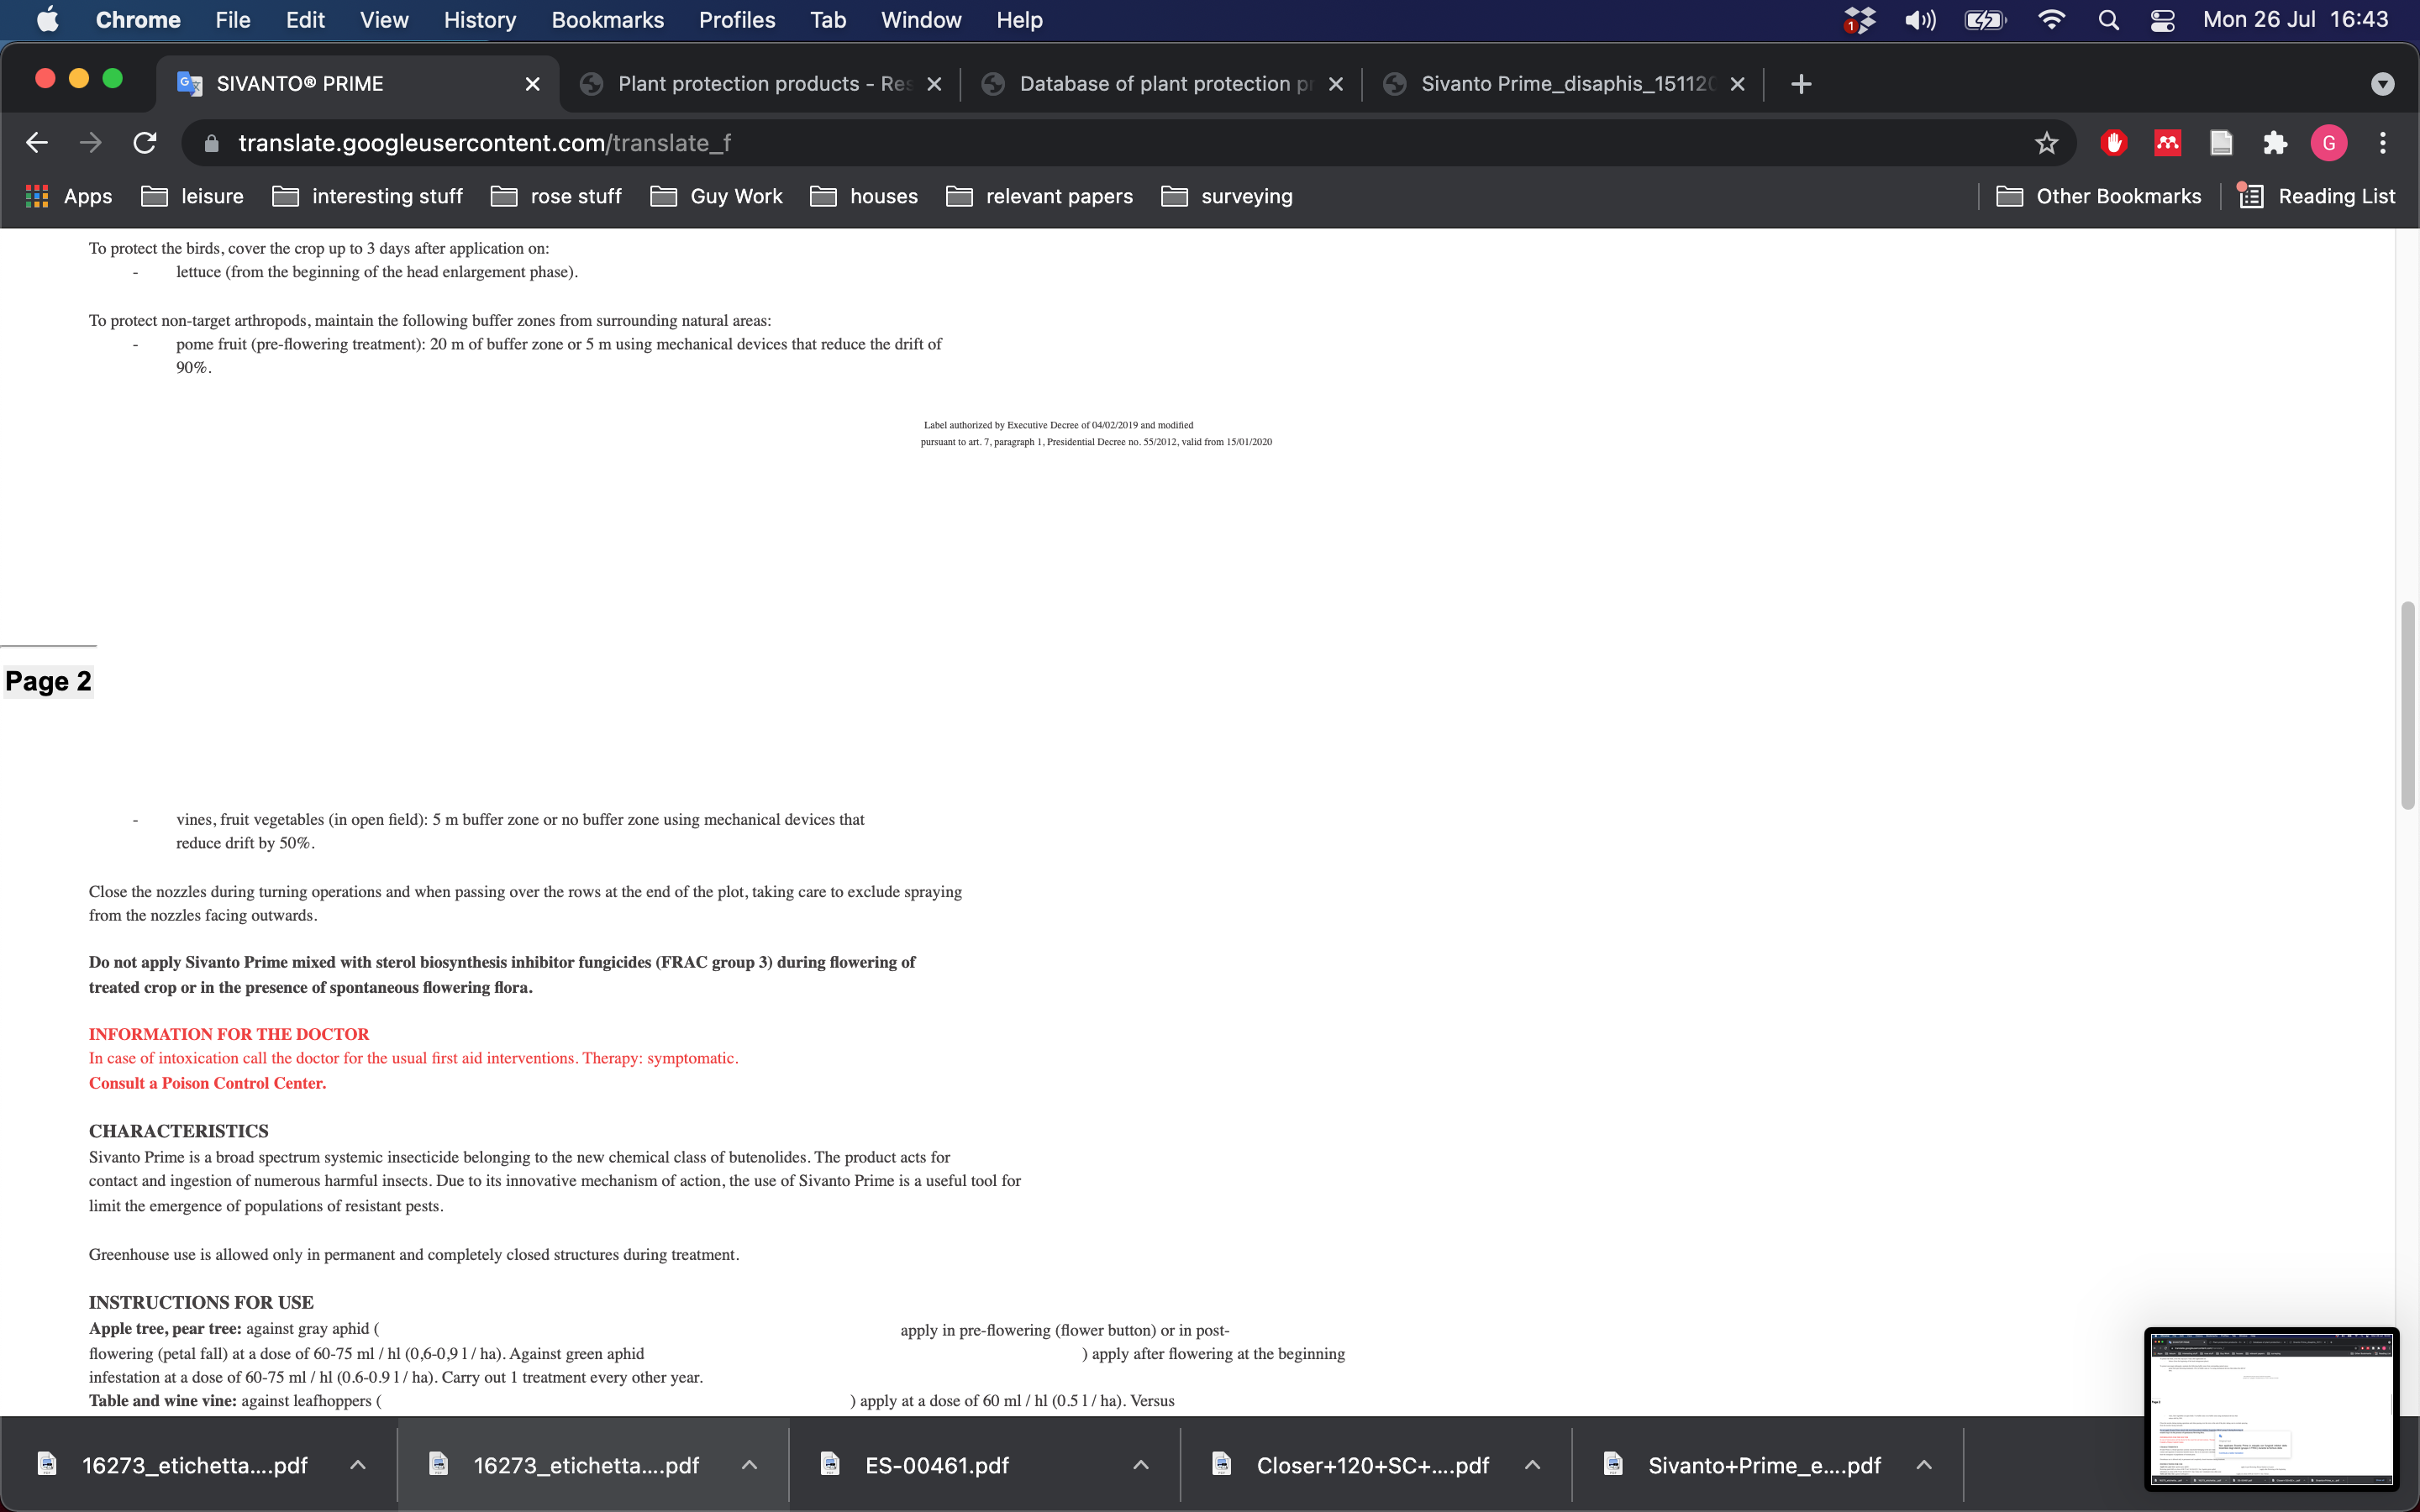 Chrome File Edit View History Bookmarks Profiles Tab Window Help 1 Mon 26 Jul 16:43
SIVANTO® PRIME Plant protection products - Res Database of plant protection pr Sivanto Prime_disaphis_15112
translate.googleusercontent.com/translate_f G
Apps leisure interesting stuff rose stuff Guy Work houses relevant papers surveying Other Bookmarks Reading List
To protect the birds, cover the crop up to 3 days after application on:
- lettuce (from the beginning of the head enlargement phase).
To protect non-target arthropods, maintain the following buffer zones from surrounding natural areas:
- pome fruit (pre-flowering treatment): 20 m of buffer zone or 5 m using mechanical devices that reduce the drift of
90%.
Label authorized by Executive Decree of 04/02/2019 and modified
pursuant to art. 7, paragraph 1, Presidential Decree no. 55/2012, valid from 15/01/2020
Page 2
- vines, fruit vegetables (in open field): 5 m buffer zone or no buffer zone using mechanical devices that
reduce drift by 50%.
Close the nozzles during turning operations and when passing over the rows at the end of the plot, taking care to exclude spraying
from the nozzles facing outwards.
Do not apply Sivanto Prime mixed with sterol biosynthesis inhibitor fungicides (FRAC group 3) during flowering of
treated crop or in the presence of spontaneous flowering flora.
INFORMATION FOR THE DOCTOR
In case of intoxication call the doctor for the usual first aid interventions. Therapy: symptomatic.
Consult a Poison Control Center.
CHARACTERISTICS
Sivanto Prime is a broad spectrum systemic insecticide belonging to the new chemical class of butenolides. The product acts for
contact and ingestion of numerous harmful insects. Due to its innovative mechanism of action, the use of Sivanto Prime is a useful tool for
limit the emergence of populations of resistant pests.
Greenhouse use is allowed only in permanent and completely closed structures during treatment.
INSTRUCTIONS FOR USE
Apple tree, pear tree: against gray aphid ( apply in pre-flowering (flower button) or in post-
flowering (petal fall) at a dose of 60-75 ml / hl (0,6-0,9 l / ha). Against green aphid ) apply after flowering at the beginning
infestation at a dose of 60-75 ml / hl (0.6-0.9 l / ha). Carry out 1 treatment every other year.
Table and wine vine: against leafhoppers ( ) apply at a dose of 60 ml / hl (0.5 l / ha). Versus
16273_etichetta....pdf 16273_etichetta....pdf ES-00461.pdf Closer+120+SC+....pdf Sivanto+Prime_e....pdf